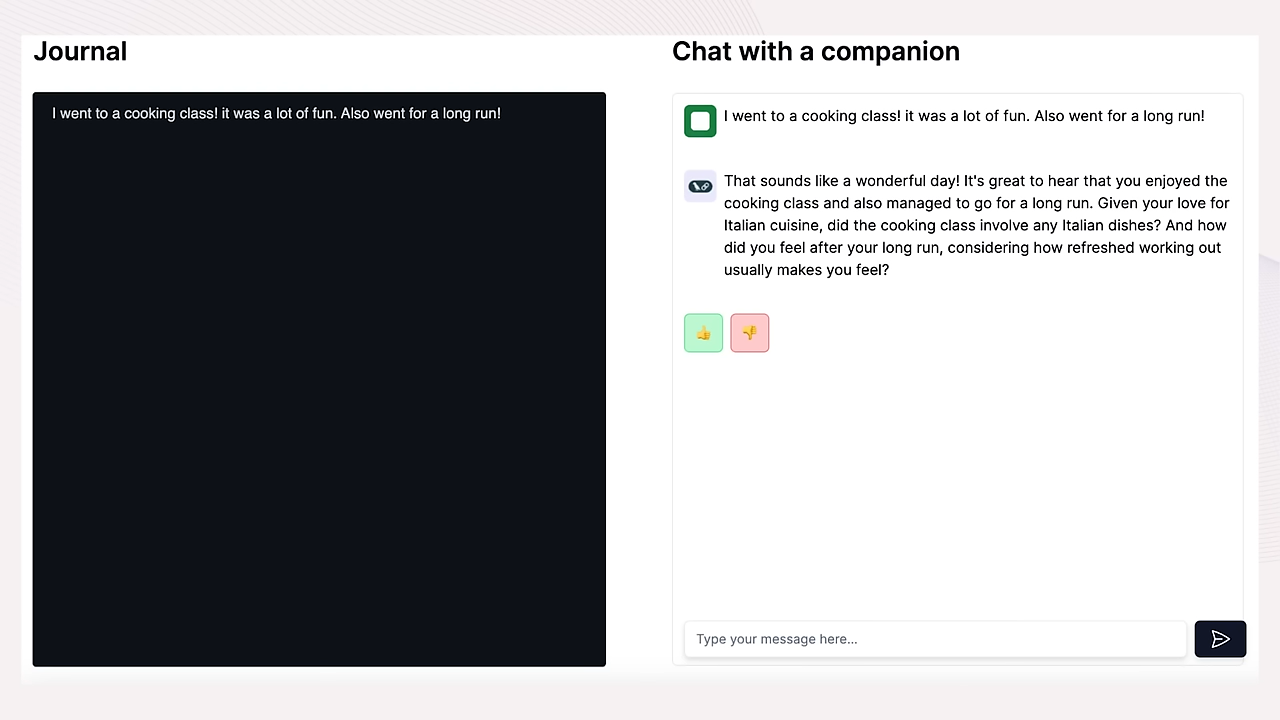 Journal
I went to a cooking class! it was a lot of fun. Also went for a long run!
Chat with a companion
I went to a cooking class! it was a lot of fun. Also went for a long run!
That sounds like a wonderful day! It's great to hear that you enjoyed the
cooking class and also managed to go for a long run. Given your love for
Italian cuisine, did the cooking class involve any Italian dishes? And how
did you feel after your long run, considering how refreshed working out
usually makes you feel?
Type your message here...